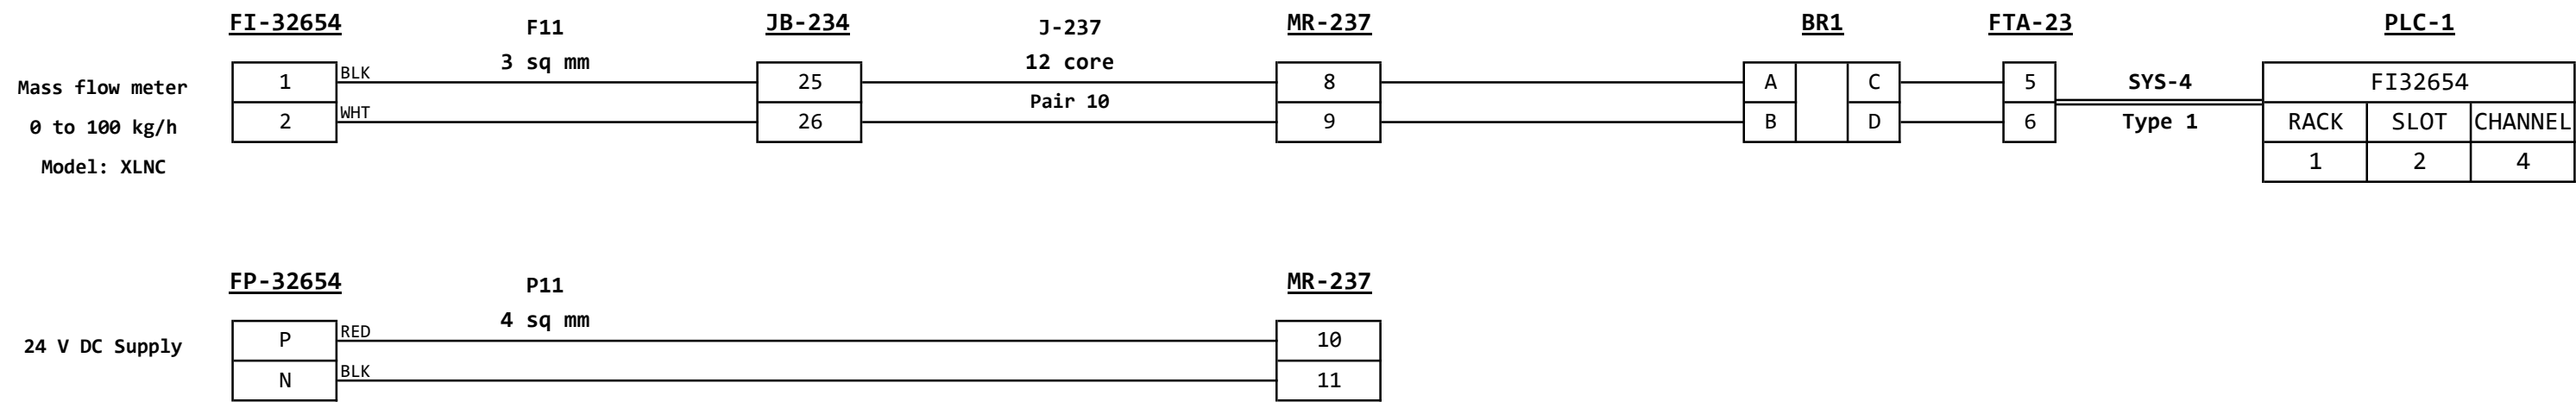 FI-32654 F11 JB-234 J-237 MR-237 BR1 FTA-23 PLC-1
3 sq mm 12 core
Mass flow meter 1 BLK 25 8 A C 5 SYS-4 FI32654
Pair 10
0 to 100 kg/h 2 WHT 26 9 B D 6 Type 1 RACK SLOT CHANNEL
Model: XLNC 1 2 4
FP-32654 P11 MR-237
4 sq mm
24 V DC Supply P RED 10
N BLK 11